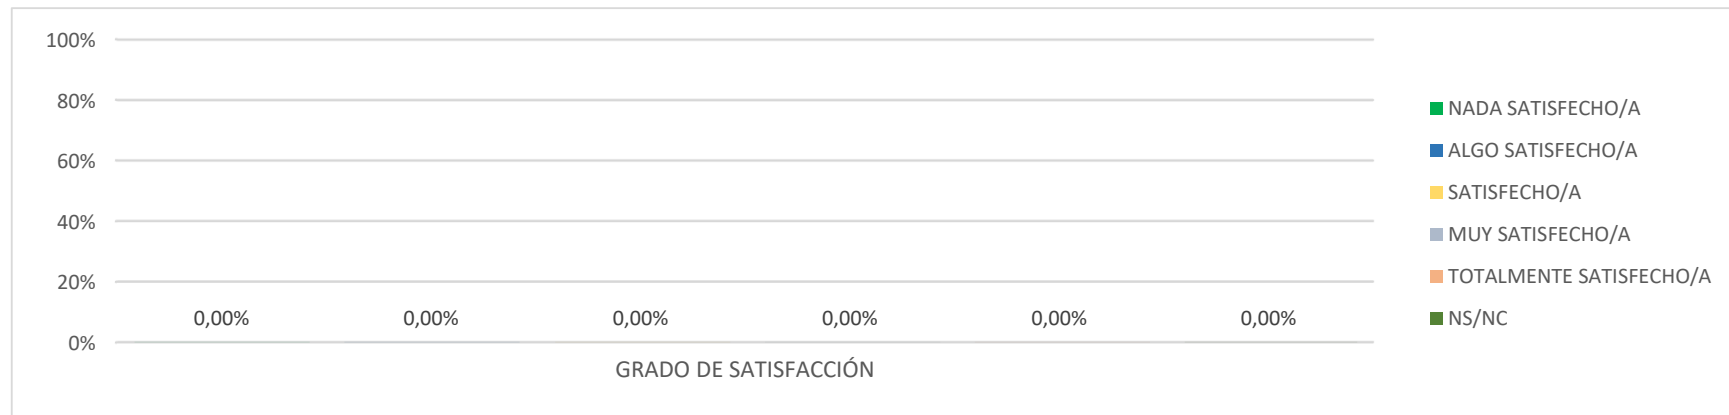 100%
80%
60%
40%
20%
0%
0,00% 0,00% 0,00% 0,00% 0,00% 0,00%
GRADO DE SATISFACCIÓN
NADA SATISFECHO/A
ALGO SATISFECHO/A
SATISFECHO/A
MUY SATISFECHO/A
TOTALMENTE SATISFECHO/A
NS/NC